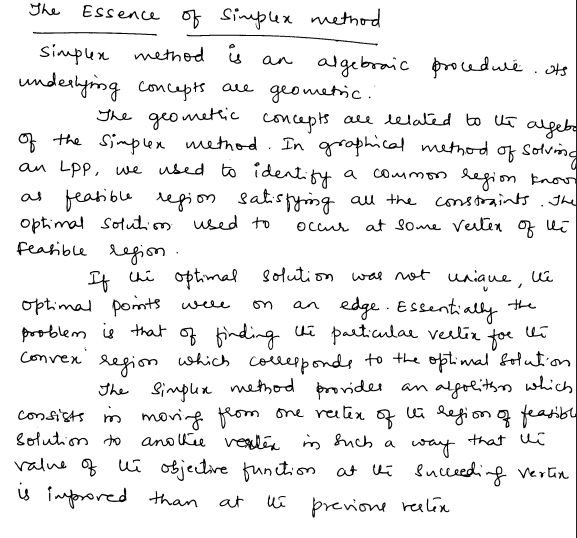 The Essence of Simplex method
Simplex method is an algebraic procedure. Its
underlying concepts are geometric.
The geometric concepts are related to the algeb
of the Simplex method. In graphical method of solving
an LPP, we used to identify a common region know
as feasible region satisfying all the constraints. The
optimal solution used to occur at some vertex of the
feasible region.
If the optimal solution was not unique, the
optimal points were on an edge. Essentially the
problem is that of finding the particular vertex for the
convex region which corresponds to the optimal solution
The Simplex method provides an algorithm which
consists in moving from one vertex of the region of feasible
solution to another vertex in such a way that the
value of the objective function at the succeeding vertex
is improved than at the previous vertex